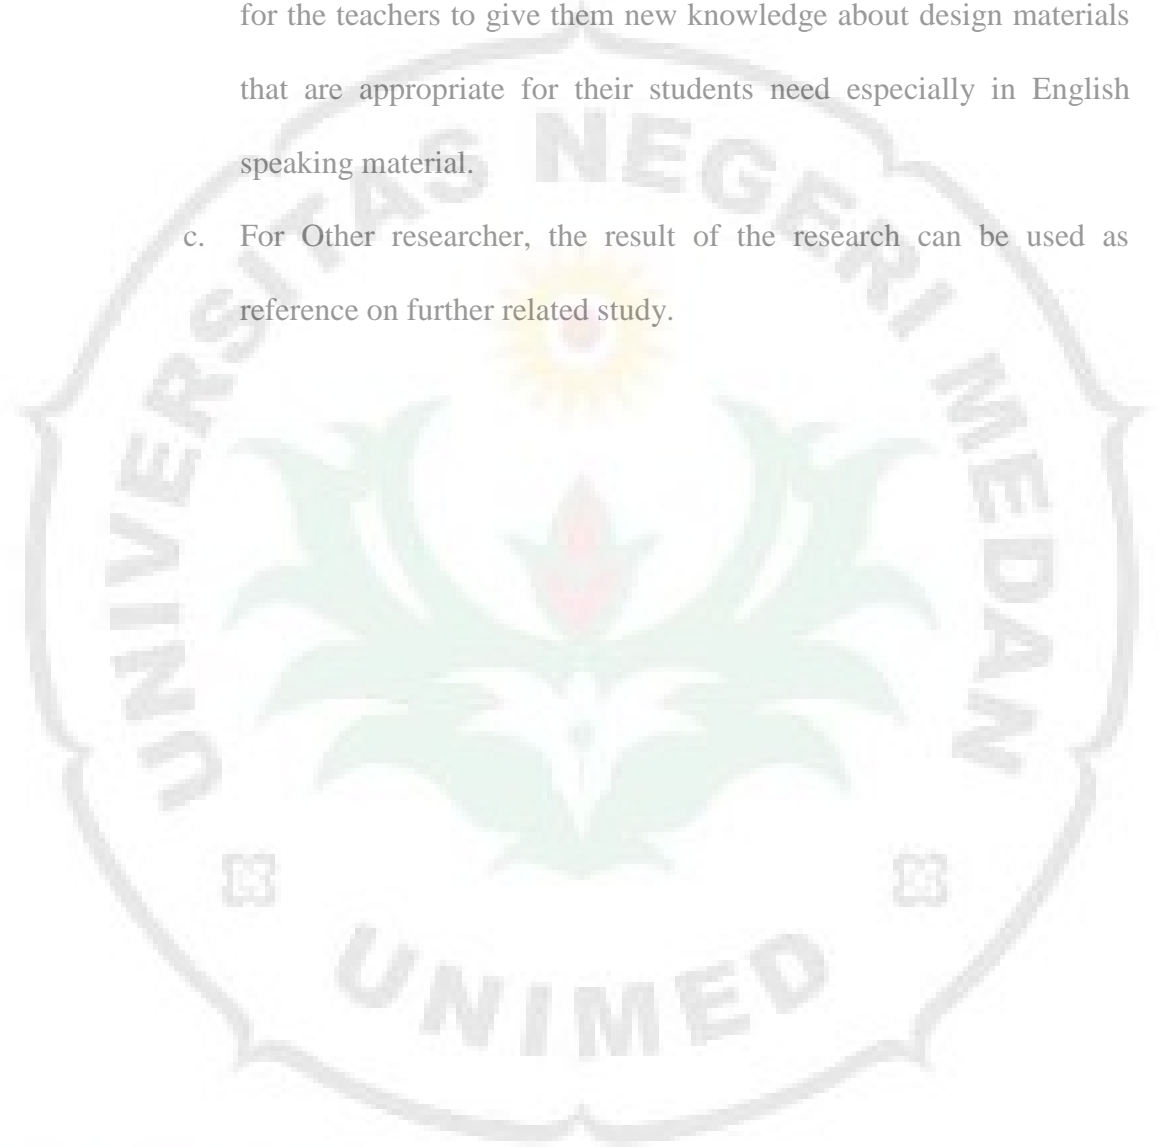 for the teachers to give them new knowledge about design materials
that are appropriate for their students need especially in English
speaking material.
c. For Other researcher, the result of the research can be used as
reference on further related study.
UNIVERSITAS NEGERI MEDAN
UNIMED